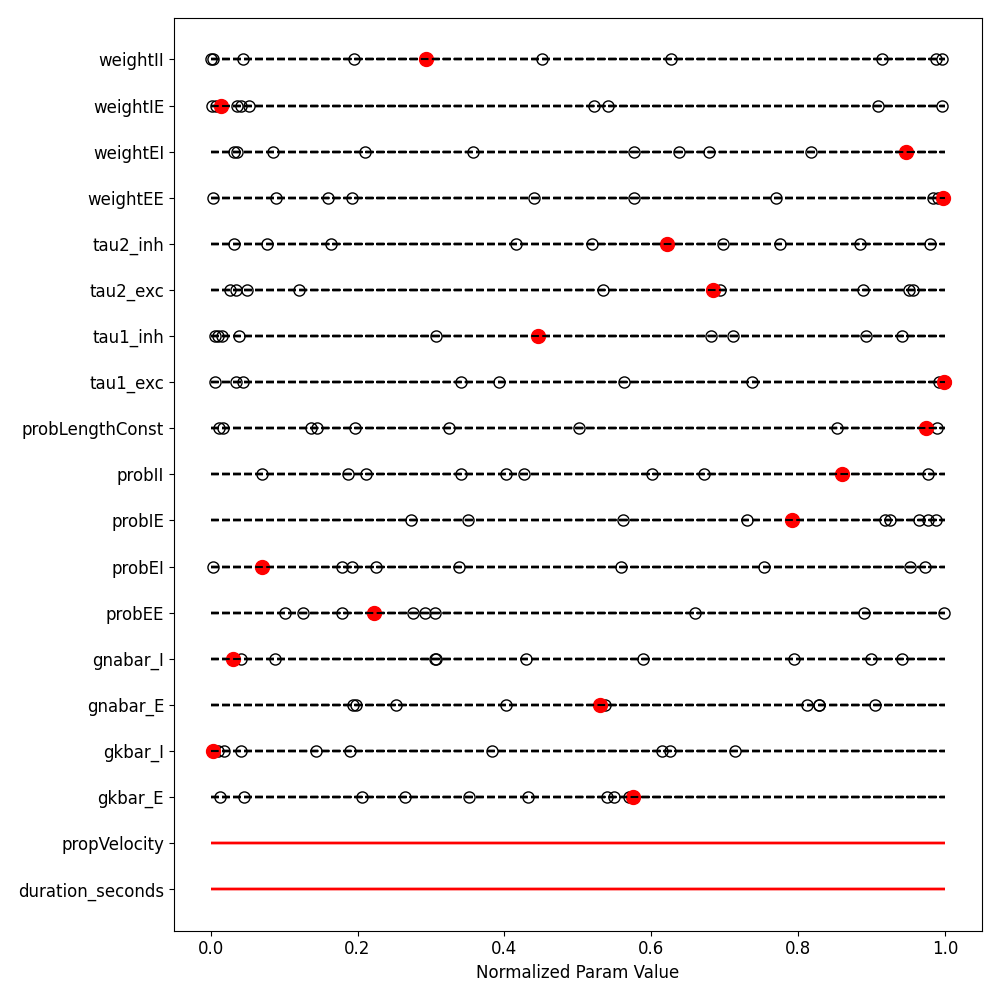 weightII
weightIE
weightEI
weightEE
tau2_inh
tau2_exc
tau1_inh
tau1_exc
probLengthConst
probII
probIE
probEI
probEE
gnabar_I
gnabar_E
gkbar_I
gkbar_E
propVelocity
duration_seconds
0.0 0.2 0.4 0.6 0.8 1.0
Normalized Param Value